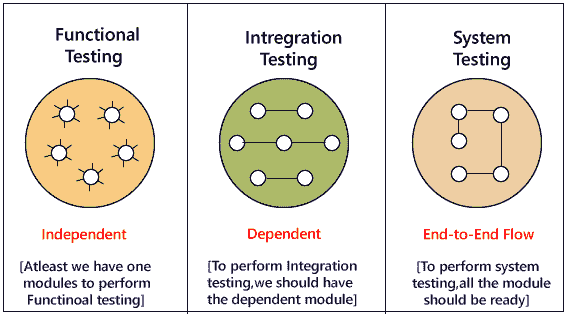 Functional
Testing
Independent
[Atleast we have one
modules to perform
Functinoal testing]
Intregration
Testing
Dependent
[To perform Integration
testing,we should have
the dependent module]
System
Testing
End-to-End Flow
[To perform system
testing,all the module
should be ready]